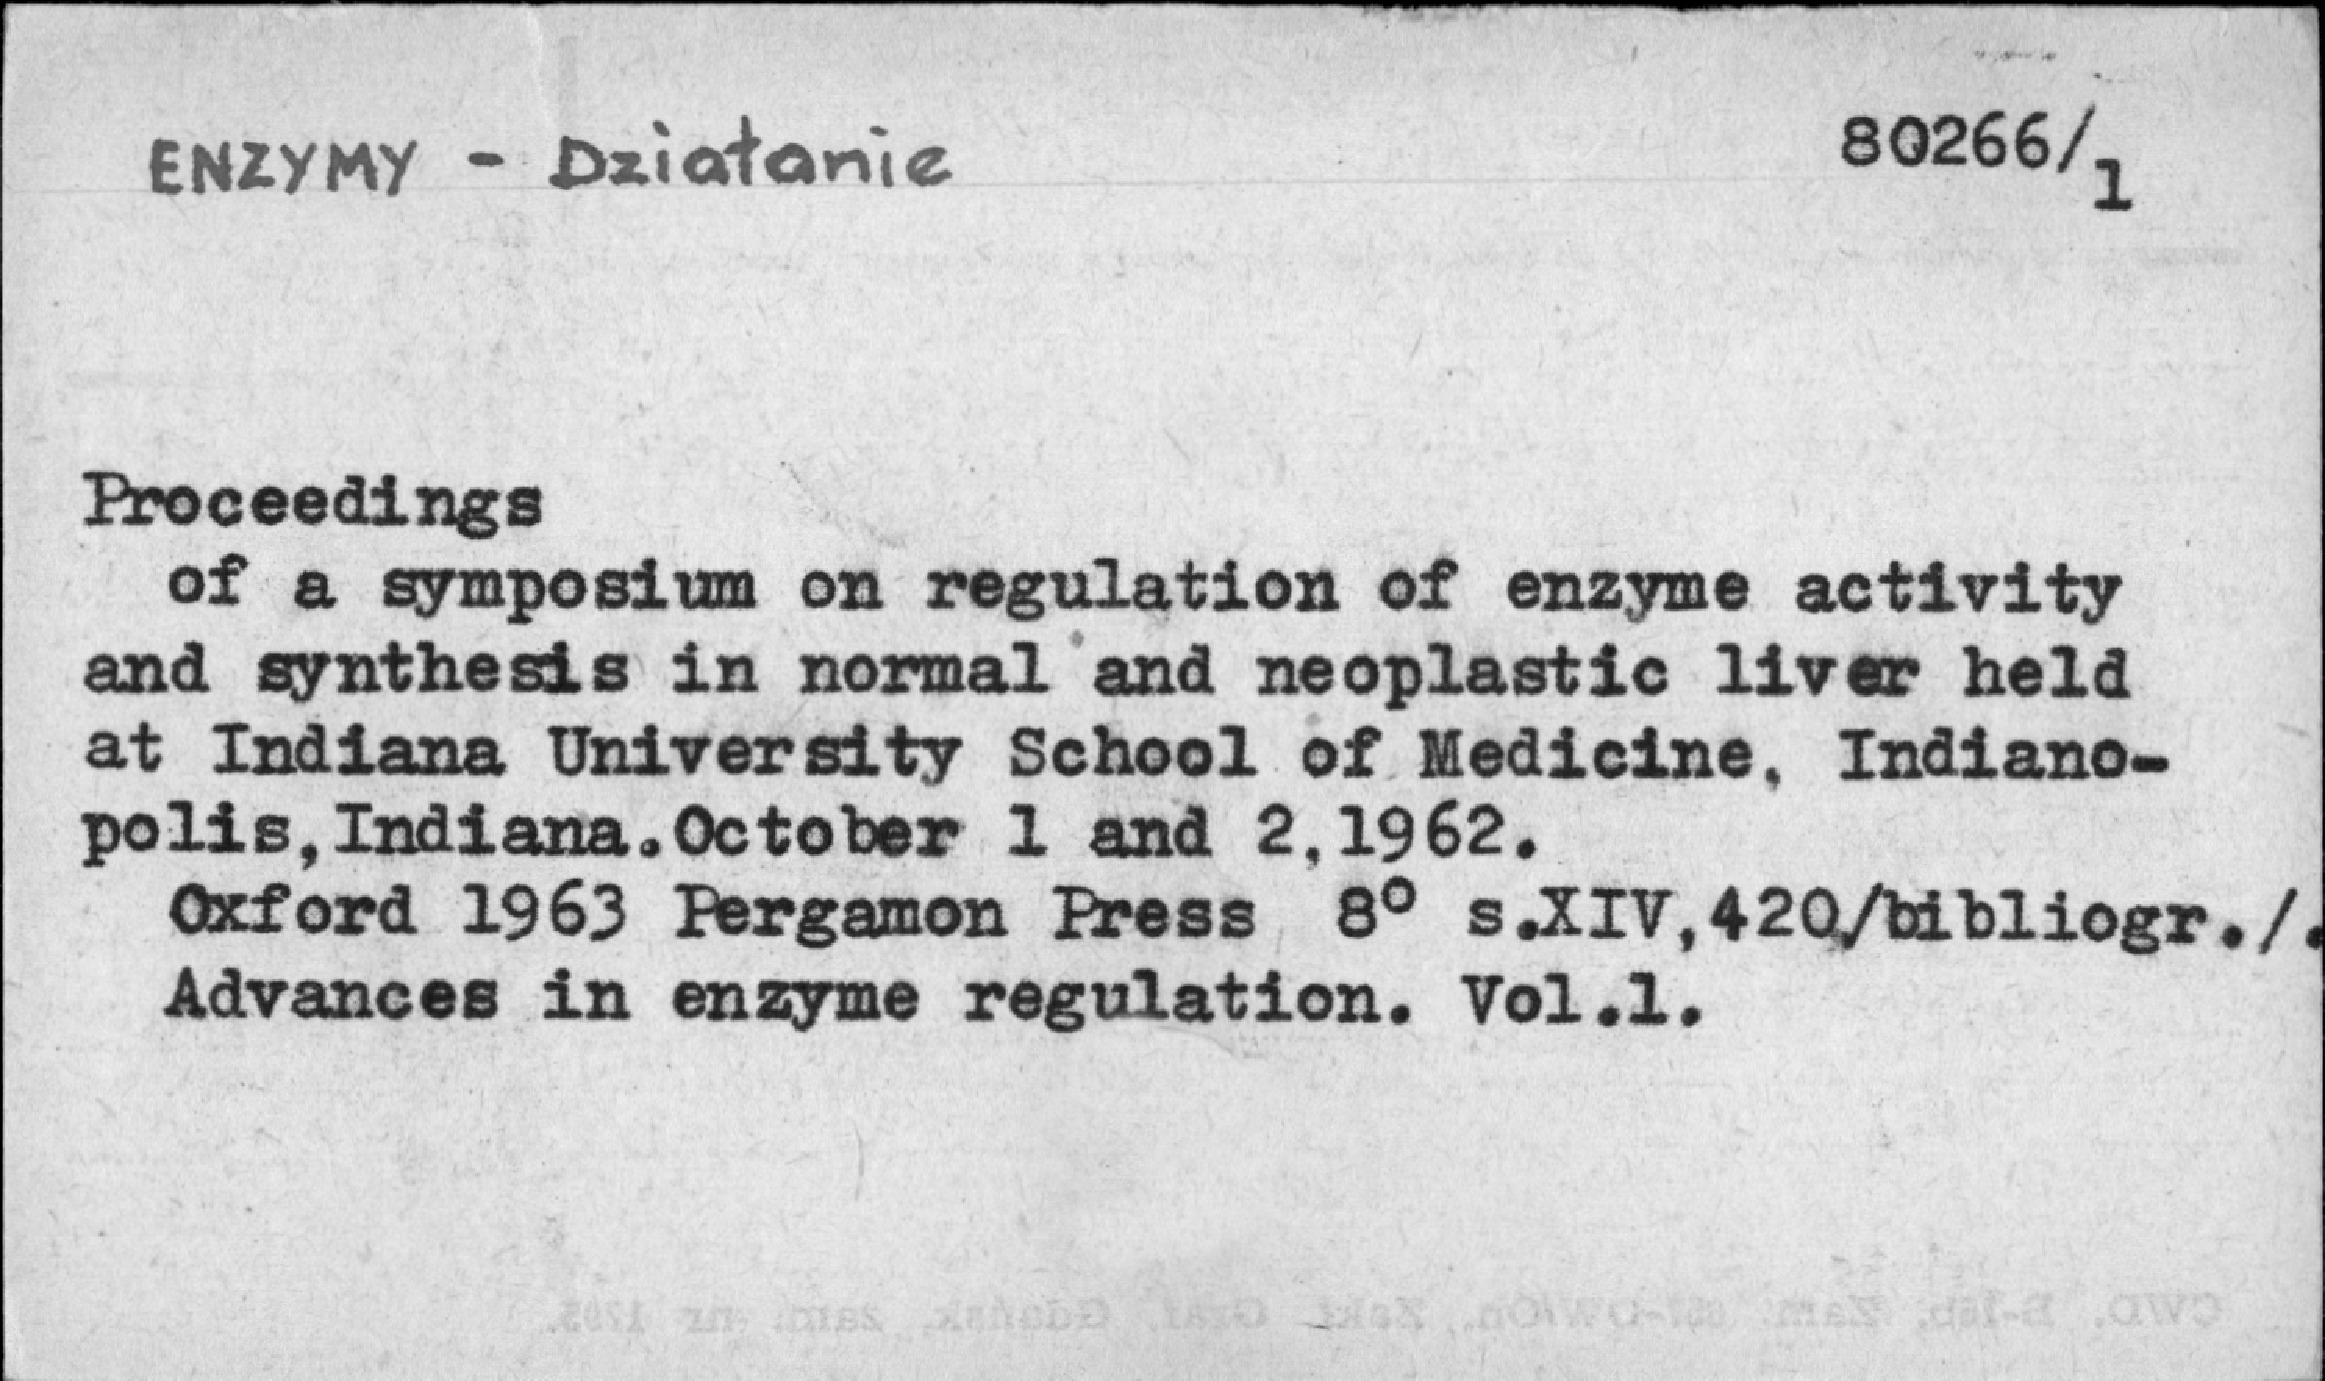 ENZYMY - Działanie
80266/1
Proceedings
of a symposium on regulation of enzyme activity
and synthesis in normal and neoplastic liver held
at Indiana University School of Medicine, Indiano-
polis,Indiana.October 1 and 2,1962.
Oxford 1963 Pergamon Press 8° s.XIV,420/bibliogr./.
Advances in enzyme regulation. Vol.1.